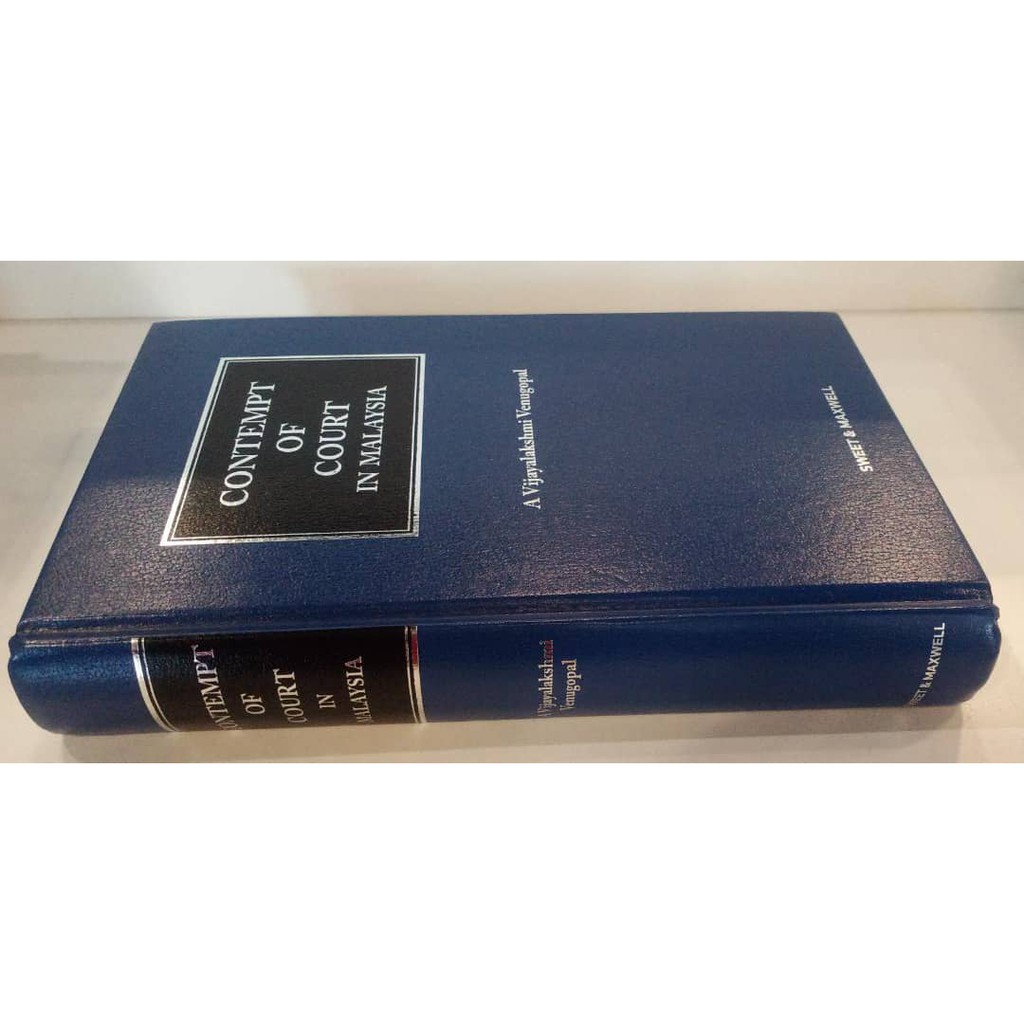 CONTEMPT
OF
COURT
IN MALAYSIA
A Vijayalakshmi Venugopal
SWEET & MAXWELL
CONTEMPT
OF
COURT
IN
MALAYSIA
A Vijayalakshmi
Venugopal
SWEET & MAXWELL